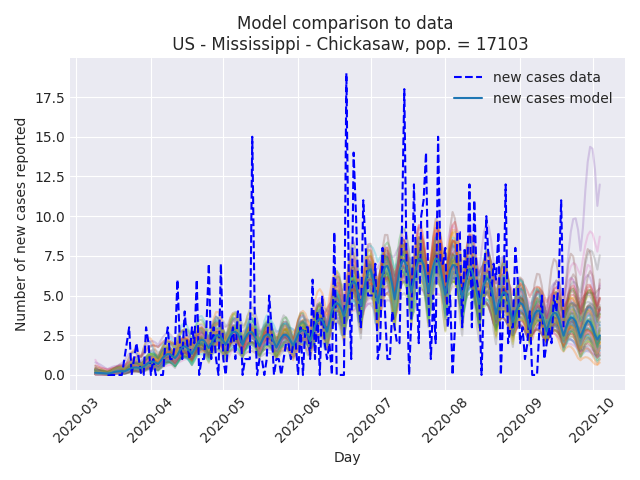 Model comparison to data
US - Mississippi - Chickasaw, pop. = 17103
new cases data
new cases model
Number of new cases reported
17.5
15.0
12.5
10.0
7.5
5.0
2.5
0.0
2020-03
2020-04
2020-05
2020-06
2020-07
2020-08
2020-09
2020-10
Day